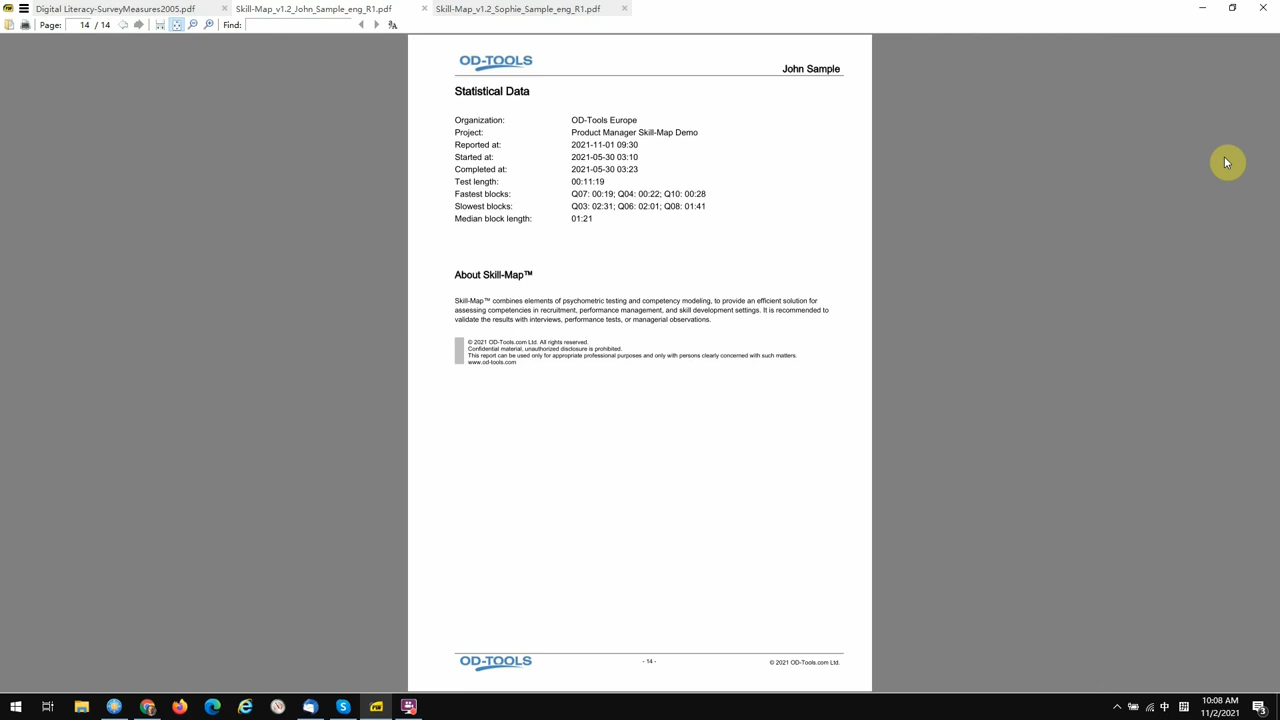 Digital Literacy-SurveyMeasures2005.pdf
Skill-Map_v1.2_John_Sample_eng_R1.pdf
Skill-Map_v1.2_Sophie_Sample_eng_R1.pdf
Page: 14 / 14 Find:
OD-TOOLS
John Sample
Statistical Data
Organization: OD-Tools Europe
Project: Product Manager Skill-Map Demo
Reported at: 2021-11-01 09:30
Started at: 2021-05-30 03:10
Completed at: 2021-05-30 03:23
Test length: 00:11:19
Fastest blocks: Q07: 00:19; Q04: 00:22; Q10: 00:28
Slowest blocks: Q03: 02:31; Q06: 02:01; Q08: 01:41
Median block length: 01:21
About Skill-Map™
Skill-Map™ combines elements of psychometric testing and competency modeling, to provide an efficient solution for
assessing competencies in recruitment, performance management, and skill development settings. It is recommended to
validate the results with interviews, performance tests, or managerial observations.
© 2021 OD-Tools.com Ltd. All rights reserved.
Confidential material, unauthorized disclosure is prohibited.
This report can be used only for appropriate professional purposes and only with persons clearly concerned with such matters.
www.od-tools.com
OD-TOOLS
- 14 -
© 2021 OD-Tools.com Ltd.
中
10:08 AM
11/2/2021